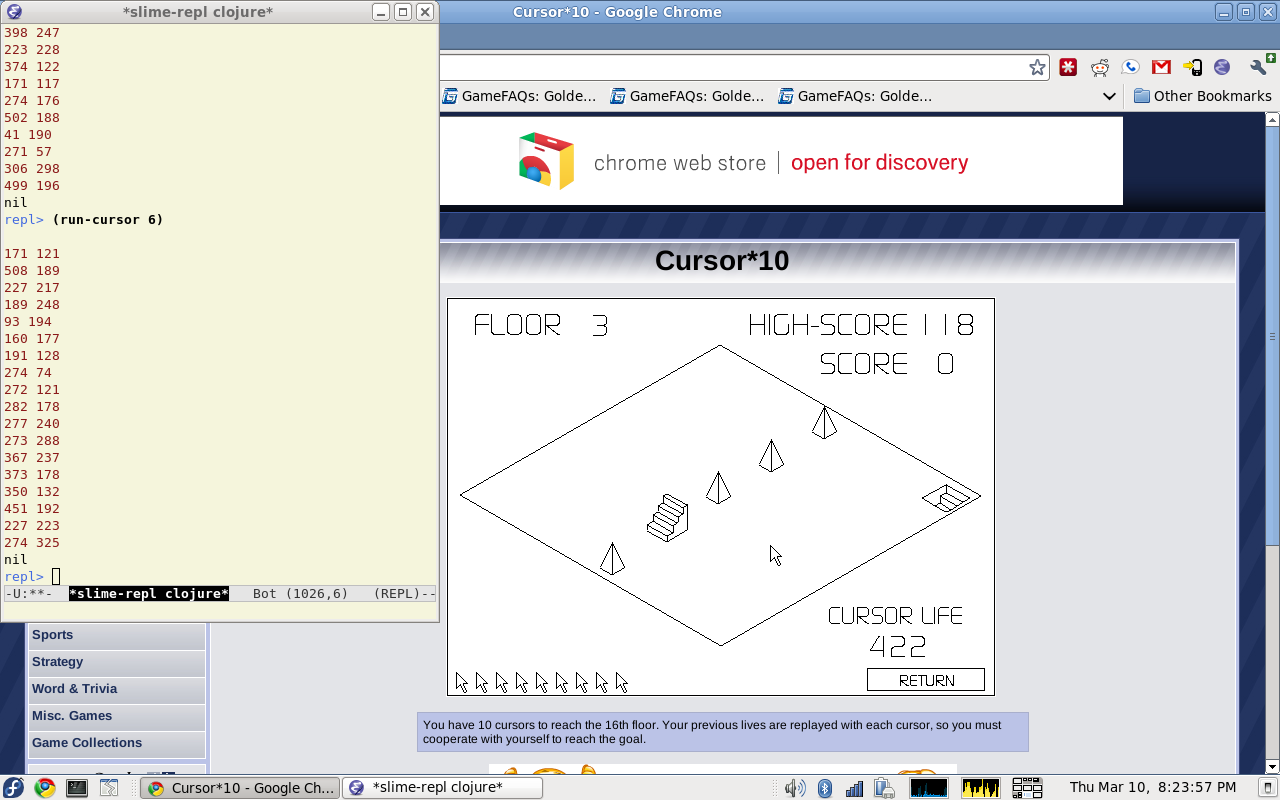 *slime-repl clojure*
398 247
223 228
374 122
171 117
274 176
502 188
41 190
271 57
306 298
499 196
nil
repl> (run-cursor 6)
171 121
508 189
227 217
189 248
93 194
160 177
191 128
274 74
272 121
282 178
277 240
273 288
367 237
373 178
350 132
451 192
227 223
274 325
nil
repl>
-U:**- *slime-repl clojure* Bot (1026,6) (REPL)--
Cursor*10 - Google Chrome
GameFAQs: Golde... GameFAQs: Golde... GameFAQs: Golde... Other Bookmarks
chrome web store | open for discovery
Cursor*10
FLOOR 3 HIGH-SCORE 118
SCORE 0
CURSOR LIFE
422
RETURN
You have 10 cursors to reach the 16th floor. Your previous lives are replayed with each cursor, so you must
cooperate with yourself to reach the goal.
Sports
Strategy
Word & Trivia
Misc. Games
Game Collections
Cursor*10 - Google Ch... *slime-repl clojure* Thu Mar 10, 8:23:57 PM